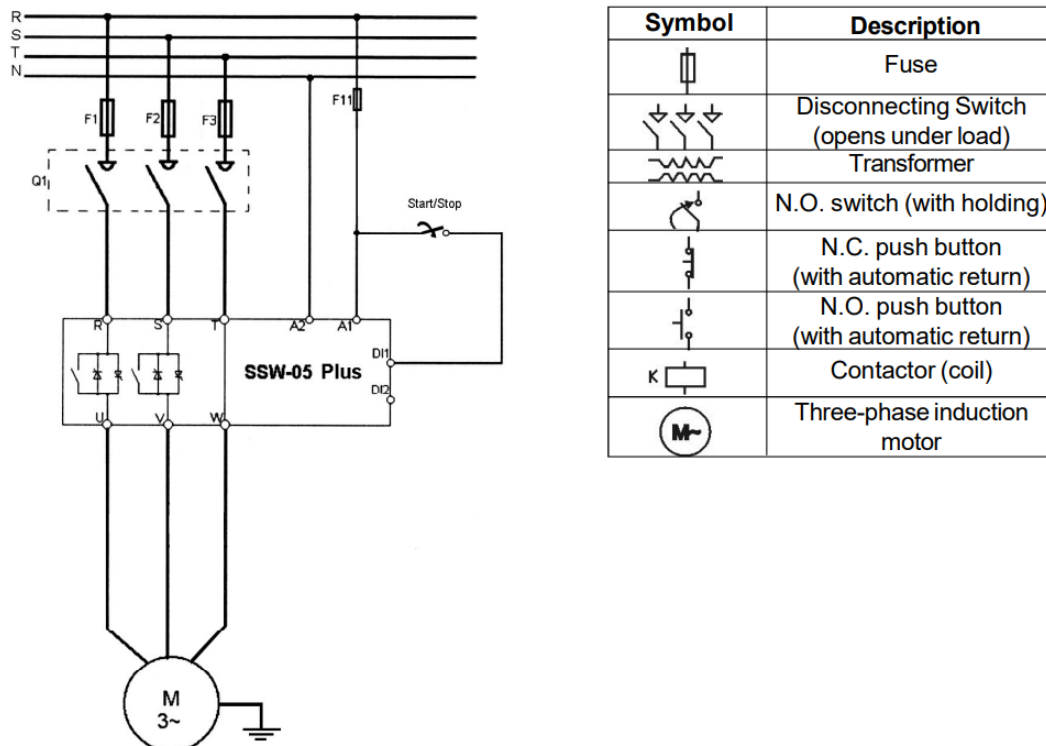 R
S
T
N
F1
F2
F3
F11
Q1
Start/Stop
R
S
T
A2
A1
DI1
SSW-05 Plus
DI2
U
V
W
M
3~
Symbol Description
Fuse
Disconnecting Switch
(opens under load)
Transformer
N.O. switch (with holding)
N.C. push button
(with automatic return)
N.O. push button
(with automatic return)
K
Contactor (coil)
M~
Three-phase induction
motor